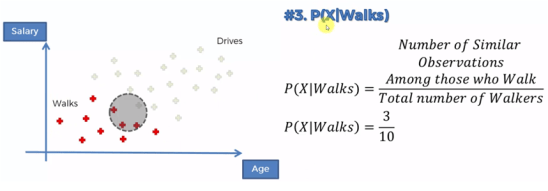 #3. P(X|Walks)
Salary
Drives
Walks
Age
Number of Similar
Observations
P(X|Walks) = Among those who Walk
Total number of Walkers
P(X|Walks) = 3
10